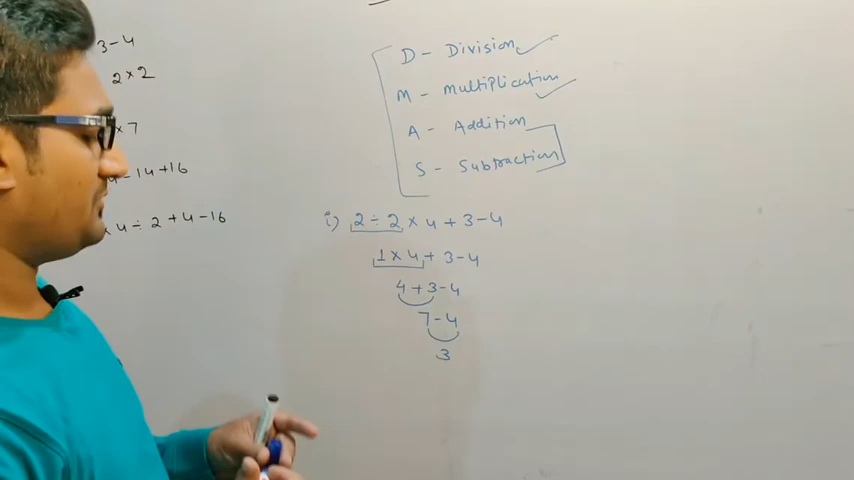 3-4
2×2
×7
-14+16
4÷2+4-16
D- Division
M- Multiplication
A- Addition
S- Subtraction
i) 2÷2×4+3-4
1×4+3-4
4+3-4
7-4
3